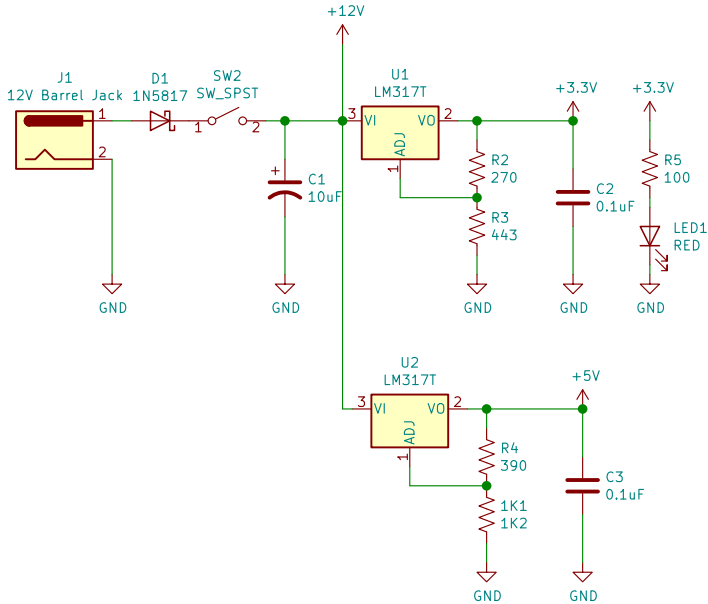 +12V
J1
12V Barrel Jack
1
2
D1
1N5817
SW2
SW_SPST
1
2
+
C1
10uF
GND
GND
U1
LM317T
3
VI
VO
2
ADJ
1
R2
270
R3
443
GND
+3.3V
C2
0.1uF
GND
+3.3V
R5
100
LED1
RED
GND
U2
LM317T
3
VI
VO
2
ADJ
1
R4
390
1K1
1K2
GND
+5V
C3
0.1uF
GND